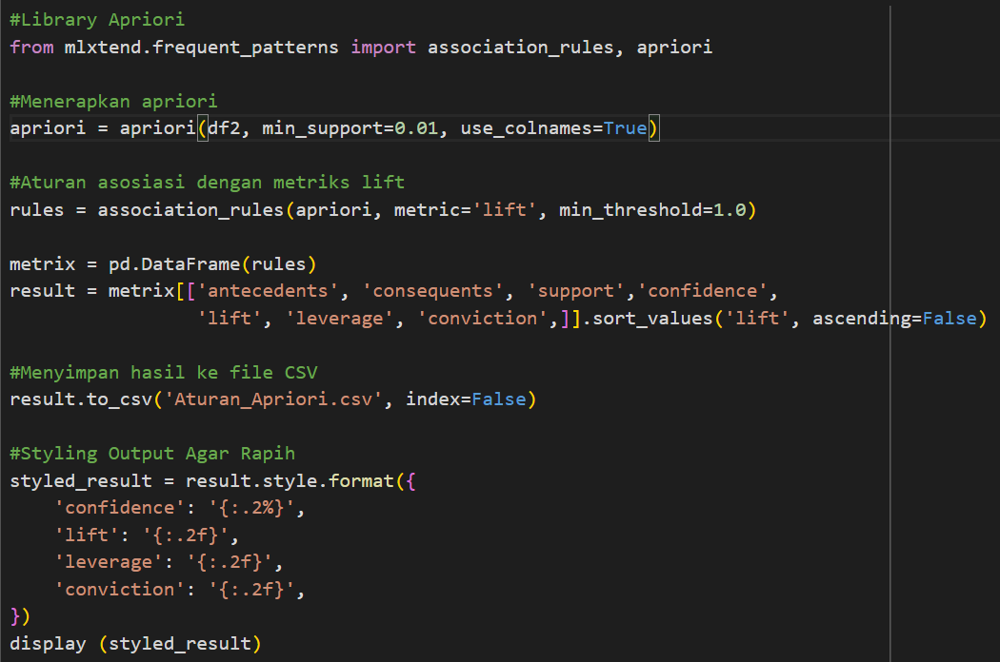 #Library Apriori
from mlxtend.frequent_patterns import association_rules, apriori
#Menerapkan apriori
apriori = apriori(df2, min_support=0.01, use_colnames=True)
#Aturan asosiasi dengan metriks lift
rules = association_rules(apriori, metric='lift', min_threshold=1.0)
metrix = pd.DataFrame(rules)
result = metrix[['antecedents', 'consequents', 'support','confidence',
'lift', 'leverage', 'conviction',]].sort_values('lift', ascending=False)
#Menyimpan hasil ke file CSV
result.to_csv('Aturan_Apriori.csv', index=False)
#Styling Output Agar Rapih
styled_result = result.style.format({
'confidence': '{:.2%}',
'lift': '{:.2f}',
'leverage': '{:.2f}',
'conviction': '{:.2f}',
})
display (styled_result)